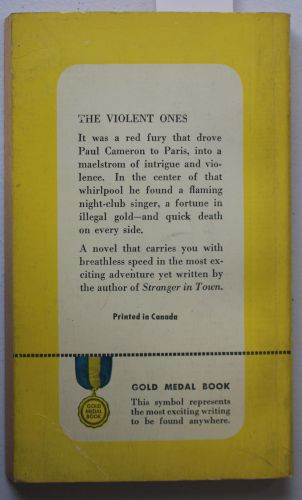 THE VIOLENT ONES
It was a red fury that drove
Paul Cameron to Paris, into a
maelstrom of intrigue and vio-
lence. In the center of that
whirlpool he found a flaming
night-club singer, a fortune in
illegal gold—and quick death
on every side.
A novel that carries you with
breathless speed in the most ex-
citing adventure yet written by
the author of Stranger in Town.
Printed in Canada
GOLD
MEDAL
BOOK
GOLD MEDAL BOOK
This symbol represents
the most exciting writing
to be found anywhere.